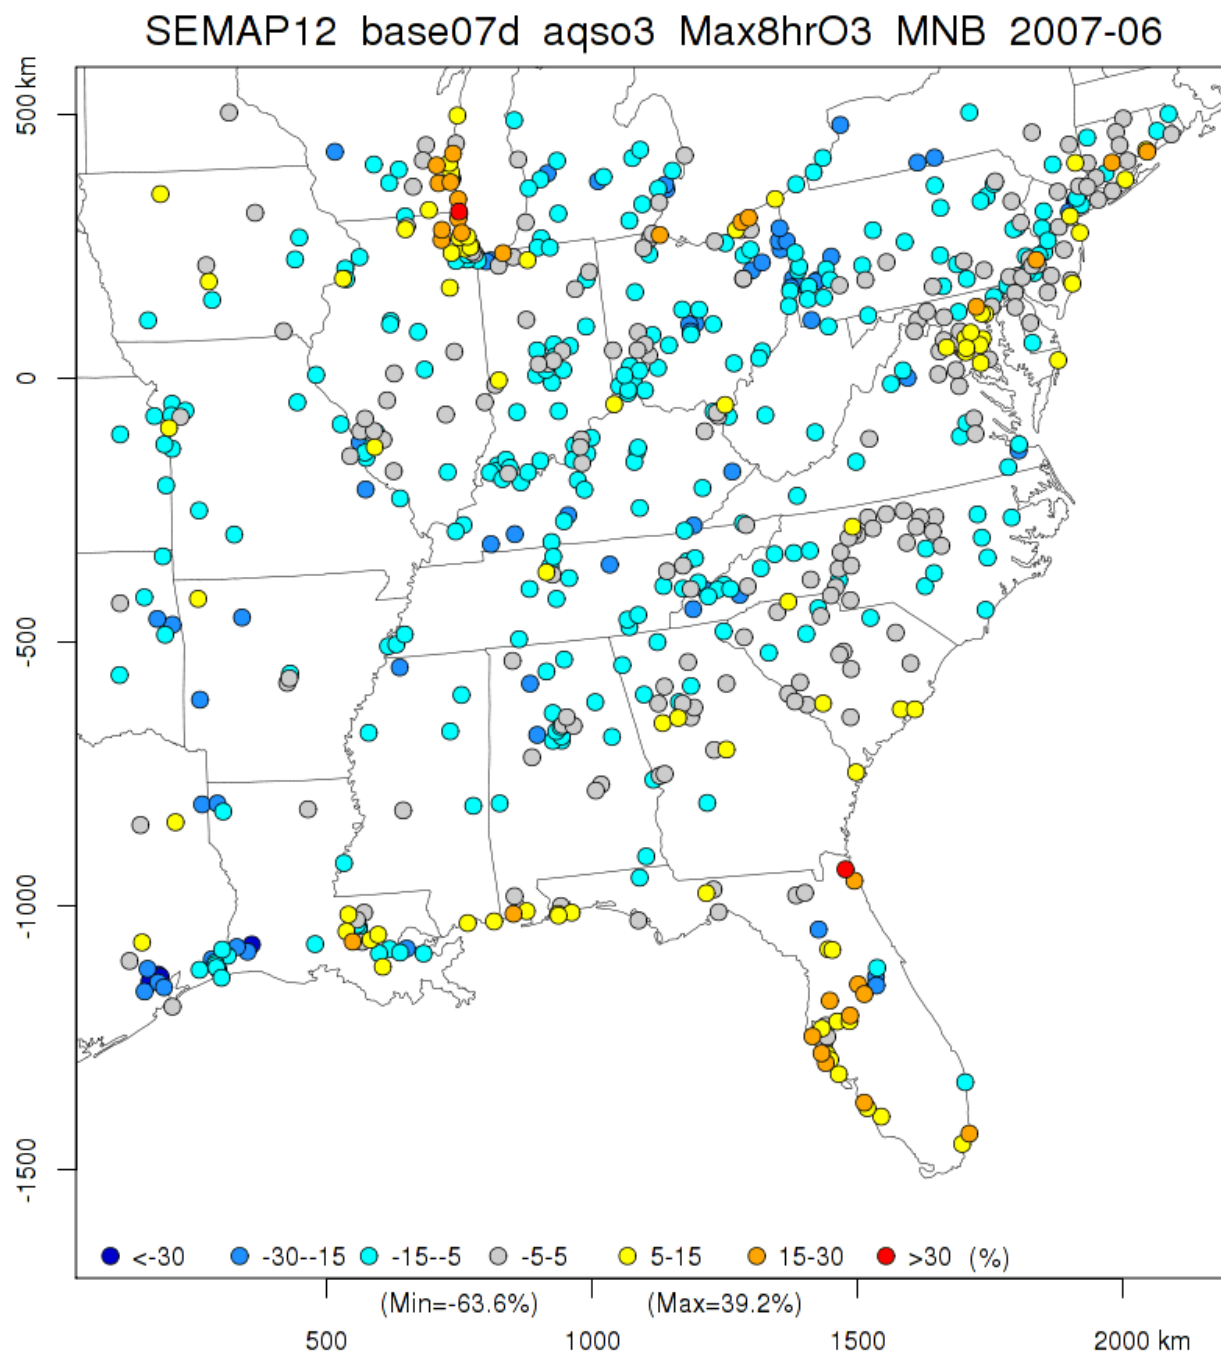 SEMAP12 base07d aqso3 Max8hrO3 MNB 2007-06
500 km
0
-500
-1000
-1500
<-30 -30--15 -15--5 -5-5 5-15 15-30 >30 (%)
(Min=-63.6%) (Max=39.2%)
500 1000 1500 2000 km